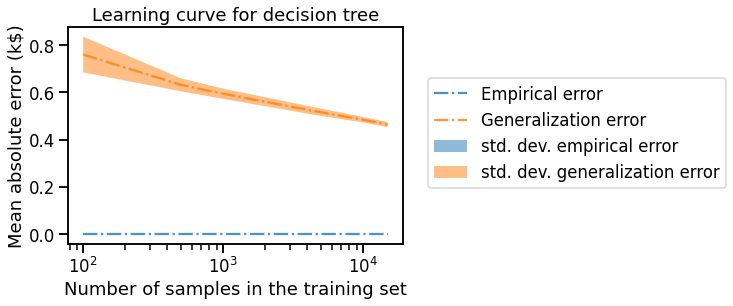 Learning curve for decision tree
Mean absolute error (k$)
0.8
0.6
0.4
0.2
0.0
10²
10³
10⁴
Number of samples in the training set
Empirical error
Generalization error
std. dev. empirical error
std. dev. generalization error